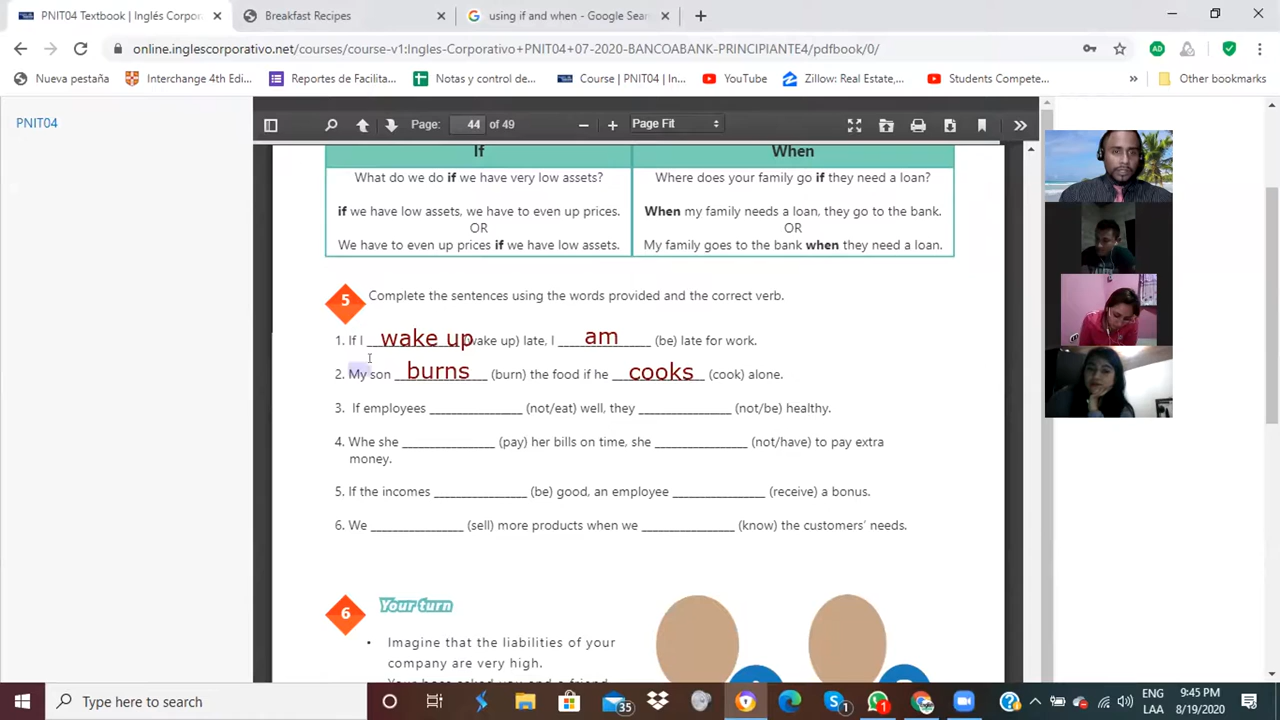 PNIT04 Textbook | Inglés Corpor
Breakfast Recipes
using if and when - Google Sear
online.inglescorporativo.net/courses/course-v1:Ingles-Corporativo+PNIT04+07-2020-BANCOABANK-PRINCIPIANTE4/pdfbook/0/
Nueva pestaña
Interchange 4th Edi...
Reportes de Facilita...
Notas y control de...
Course | PNIT04 | In...
YouTube
Zillow: Real Estate,...
Students Compete...
Other bookmarks
PNIT04
Page: 44 of 49
Page Fit
If
When
What do we do if we have very low assets?
if we have low assets, we have to even up prices.
OR
We have to even up prices if we have low assets.
Where does your family go if they need a loan?
When my family needs a loan, they go to the bank.
OR
My family goes to the bank when they need a loan.
5 Complete the sentences using the words provided and the correct verb.
1. If I wake up (wake up) late, I am (be) late for work.
2. My son burns (burn) the food if he cooks (cook) alone.
3. If employees ________________ (not/eat) well, they ________________ (not/be) healthy.
4. Whe she ________________ (pay) her bills on time, she ________________ (not/have) to pay extra
money.
5. If the incomes ________________ (be) good, an employee ________________ (receive) a bonus.
6. We ________________ (sell) more products when we ________________ (know) the customers' needs.
6 Your turn
• Imagine that the liabilities of your
company are very high.
Type here to search
35
1
ENG
LAA
9:45 PM
8/19/2020